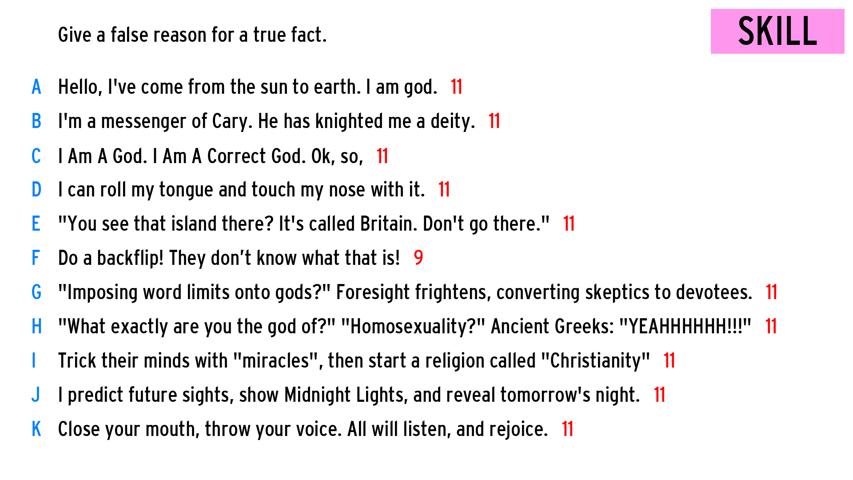 Give a false reason for a true fact.
SKILL
A Hello, I've come from the sun to earth. I am god. 11
B I'm a messenger of Cary. He has knighted me a deity. 11
C I Am A God. I Am A Correct God. Ok, so, 11
D I can roll my tongue and touch my nose with it. 11
E "You see that island there? It's called Britain. Don't go there." 11
F Do a backflip! They don’t know what that is! 9
G "Imposing word limits onto gods?" Foresight frightens, converting skeptics to devotees. 11
H "What exactly are you the god of?" "Homosexuality?" Ancient Greeks: "YEAHHHHHH!!!" 11
I Trick their minds with "miracles", then start a religion called "Christianity" 11
J I predict future sights, show Midnight Lights, and reveal tomorrow's night. 11
K Close your mouth, throw your voice. All will listen, and rejoice. 11